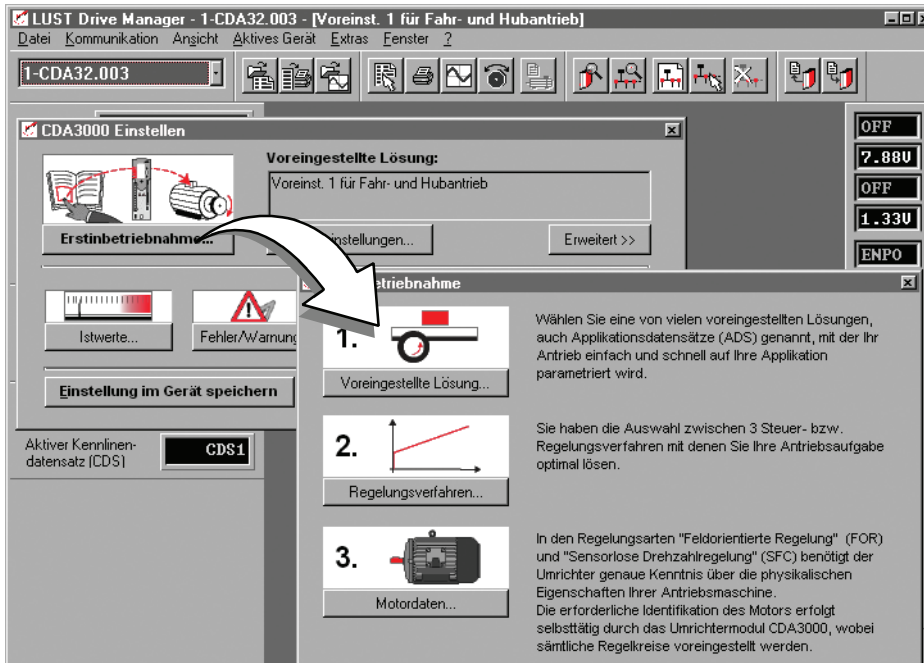 LUST Drive Manager - 1-CDA32.003 - [Voreinst. 1 für Fahr- und Hubantrieb]
Datei Kommunikation Ansicht Aktives Gerät Extras Fenster ?
1-CDA32.003
CDA3000 Einstellen
Voreingestellte Lösung:
Voreinst. 1 für Fahr- und Hubantrieb
Erstinbetriebnahme...
instellungen...
Erweitert >>
Istwerte...
Fehler/Warnung
Einstellung im Gerät speichern
Aktiver Kennlinen-
datensatz (CDS)
CDS1
OFF
7.88V
OFF
1.33V
ENPO
etriebnahme
1.
Voreingestellte Lösung...
Wählen Sie eine von vielen voreingestellten Lösungen,
auch Applikationsdatensätze (ADS) genannt, mit der Ihr
Antrieb einfach und schnell auf Ihre Applikation
parametriert wird.
2.
Regelungsverfahren...
Sie haben die Auswahl zwischen 3 Steuer- bzw.
Regelungsverfahren mit denen Sie Ihre Antriebsaufgabe
optimal lösen.
3.
Motordaten...
In den Regelungsarten "Feldorientierte Regelung" (FOR)
und "Sensorlose Drehzahlregelung" (SFC) benötigt der
Umrichter genaue Kenntnis über die physikalischen
Eigenschaften Ihrer Antriebsmaschine.
Die erforderliche Identifikation des Motors erfolgt
selbsttätig durch das Umrichtermodul CDA3000, wobei
sämtliche Regelkreise voreingestellt werden.